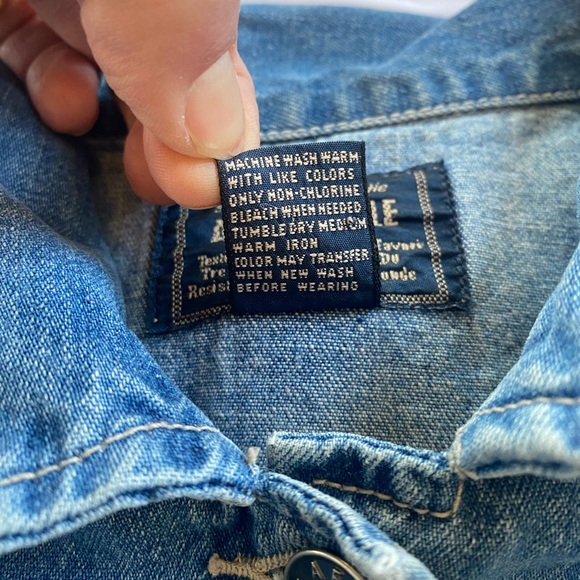 MACHINE WASH WARM
WITH LIKE COLORS
ONLY NON-CHLORINE
BLEACH WHEN NEEDED
TUMBLE DRY MEDIUM
WARM IRON
COLOR MAY TRANSFER
WHEN NEW WASH
BEFORE WEARING